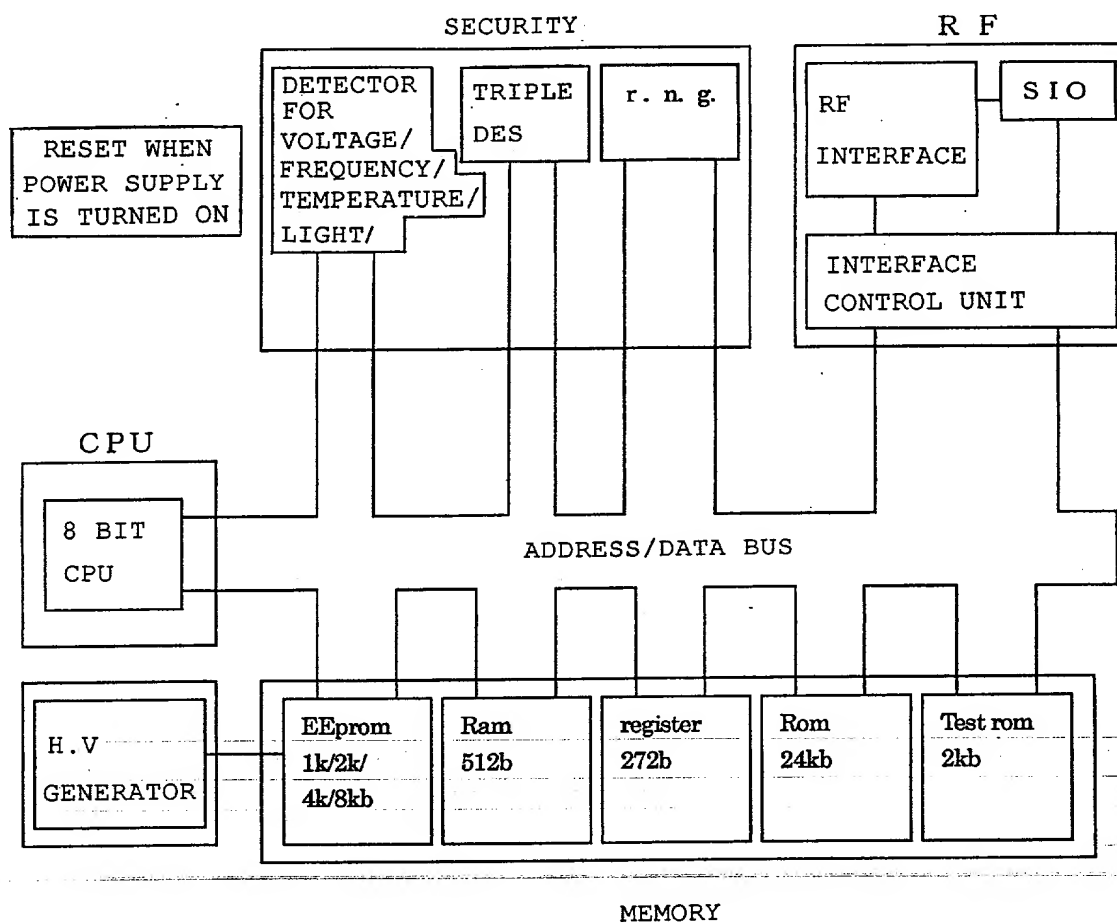 SECURITY
R F
DETECTOR
FOR
VOLTAGE/
FREQUENCY/
TEMPERATURE/
LIGHT/
TRIPLE
DES
r. n. g.
RF
INTERFACE
SIO
RESET WHEN
POWER SUPPLY
IS TURNED ON
INTERFACE
CONTROL UNIT
CPU
8 BIT
CPU
ADDRESS/DATA BUS
H.V
GENERATOR
EEprom
1k/2k/
4k/8kb
Ram
512b
register
272b
Rom
24kb
Test rom
2kb
MEMORY